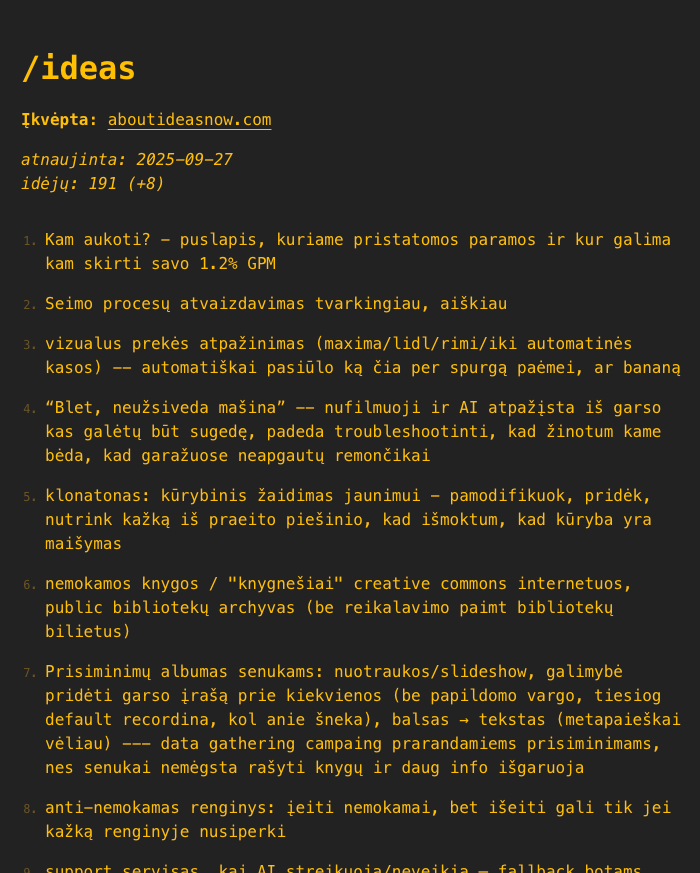 /ideas
Įkvėpta: aboutideasnow.com
atnaujinta: 2025-09-27
idėjų: 191 (+8)
1. Kam aukoti? – puslapis, kuriame pristatomos paramos ir kur galima
kam skirti savo 1.2% GPM
2. Seimo procesų atvaizdavimas tvarkingiau, aiškiau
3. vizualus prekės atpažinimas (maxima/lidl/rimi/iki automatinės
kasos) –– automatiškai pasiūlo ką čia per spurgą paėmei, ar bananą
4. “Blet, neužsiveda mašina” –– nufilmuoji ir AI atpažįsta iš garso
kas galėtų būt sugedę, padeda troubleshootinti, kad žinotum kame
bėda, kad garažuose neapgautų remončikai
5. klonatonas: kūrybinis žaidimas jaunimui – pamodifikuok, pridėk,
nutrink kažką iš praeito piešinio, kad išmoktum, kad kūryba yra
maišymas
6. nemokamos knygos / "knygnešiai" creative commons internetuos,
public bibliotekų archyvas (be reikalavimo paimt bibliotekų
bilietus)
7. Prisiminimų albumas senukams: nuotraukos/slideshow, galimybė
pridėti garso įrašą prie kiekvienos (be papildomo vargo, tiesiog
default recordina, kol anie šneka), balsas → tekstas (metapaieškai
vėliau) ––– data gathering campaing prarandamiems prisiminimams,
nes senukai nemėgsta rašyti knygų ir daug info išgaruoja
8. anti-nemokamas renginys: įeiti nemokamai, bet išeiti gali tik jei
kažką renginyje nusiperki
9. support servisas, kai AI streikuoja/neveikia – fallback botams